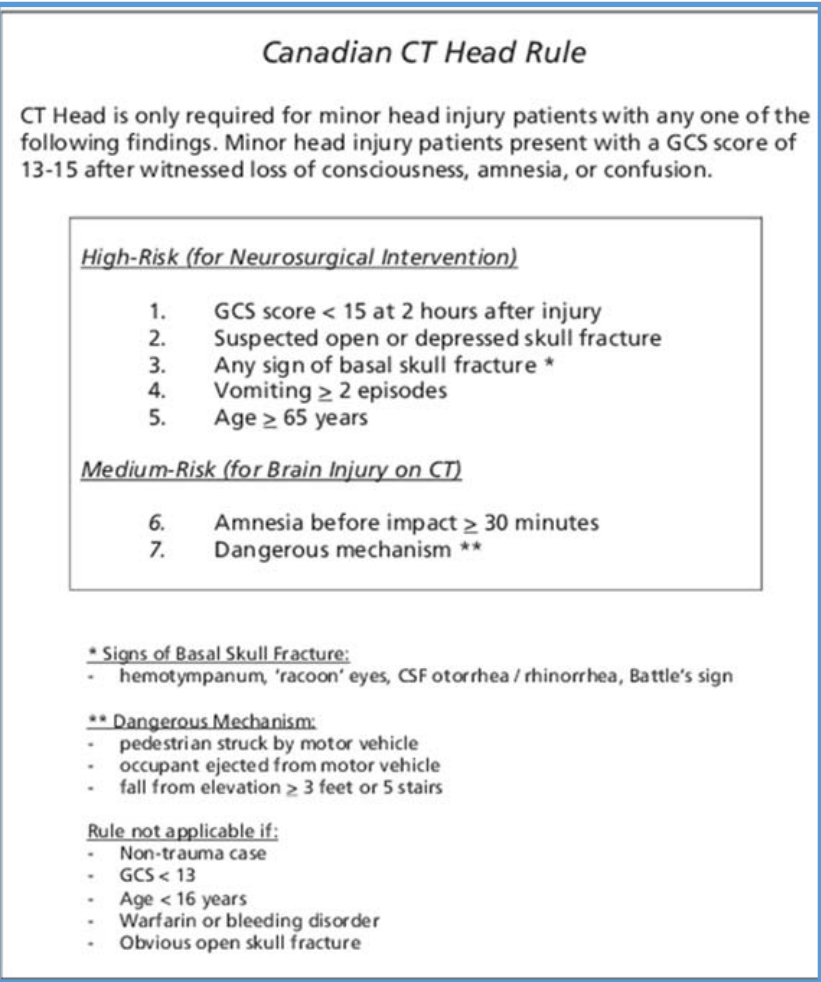 Canadian CT Head Rule
CT Head is only required for minor head injury patients with any one of the
following findings. Minor head injury patients present with a GCS score of
13-15 after witnessed loss of consciousness, amnesia, or confusion.
High-Risk (for Neurosurgical Intervention)
1. GCS score < 15 at 2 hours after injury
2. Suspected open or depressed skull fracture
3. Any sign of basal skull fracture *
4. Vomiting ≥ 2 episodes
5. Age ≥ 65 years
Medium-Risk (for Brain Injury on CT)
6. Amnesia before impact ≥ 30 minutes
7. Dangerous mechanism **
* Signs of Basal Skull Fracture:
- hemotympanum, 'racoon' eyes, CSF otorrhea / rhinorrhea, Battle's sign
** Dangerous Mechanism:
- pedestrian struck by motor vehicle
- occupant ejected from motor vehicle
- fall from elevation ≥ 3 feet or 5 stairs
Rule not applicable if:
- Non-trauma case
- GCS < 13
- Age < 16 years
- Warfarin or bleeding disorder
- Obvious open skull fracture